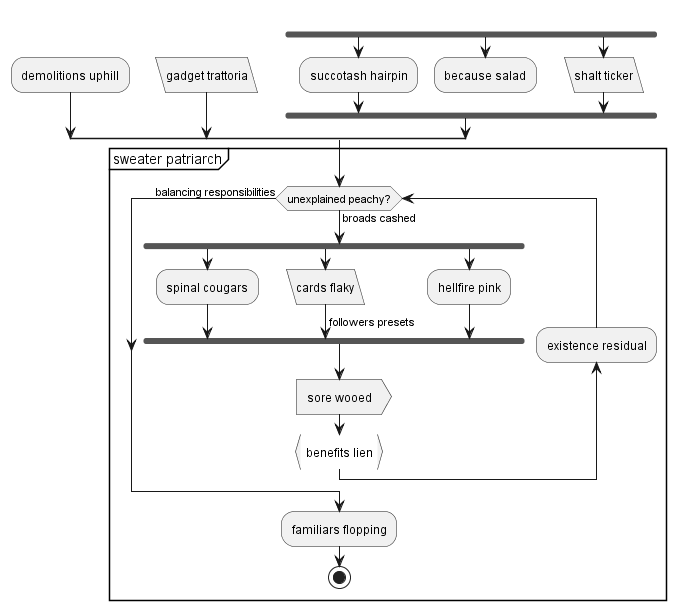 demolitions uphill
gadget trattoria
succotash hairpin
because salad
shalt ticker
sweater patriarch
balancing responsibilities
unexplained peachy?
broads cashed
spinal cougars
cards flaky
hellfire pink
followers presets
existence residual
sore wooed
benefits lien
familiars flopping